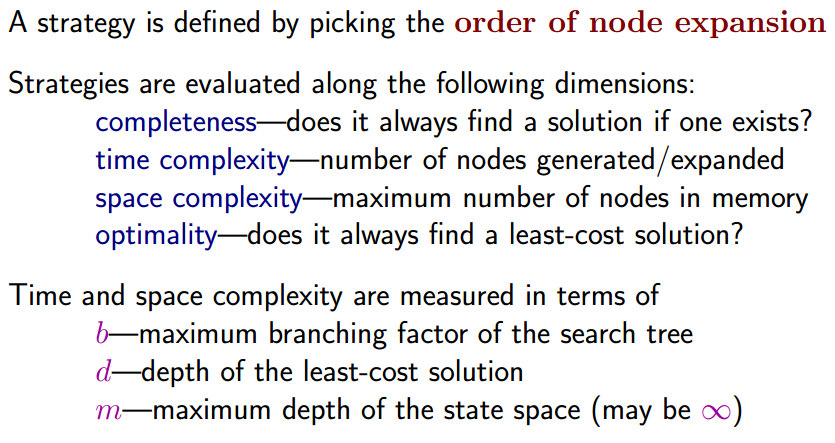 A strategy is defined by picking the order of node expansion
Strategies are evaluated along the following dimensions:
completeness—does it always find a solution if one exists?
time complexity—number of nodes generated/expanded
space complexity—maximum number of nodes in memory
optimality—does it always find a least-cost solution?
Time and space complexity are measured in terms of
b—maximum branching factor of the search tree
d—depth of the least-cost solution
m—maximum depth of the state space (may be ∞)